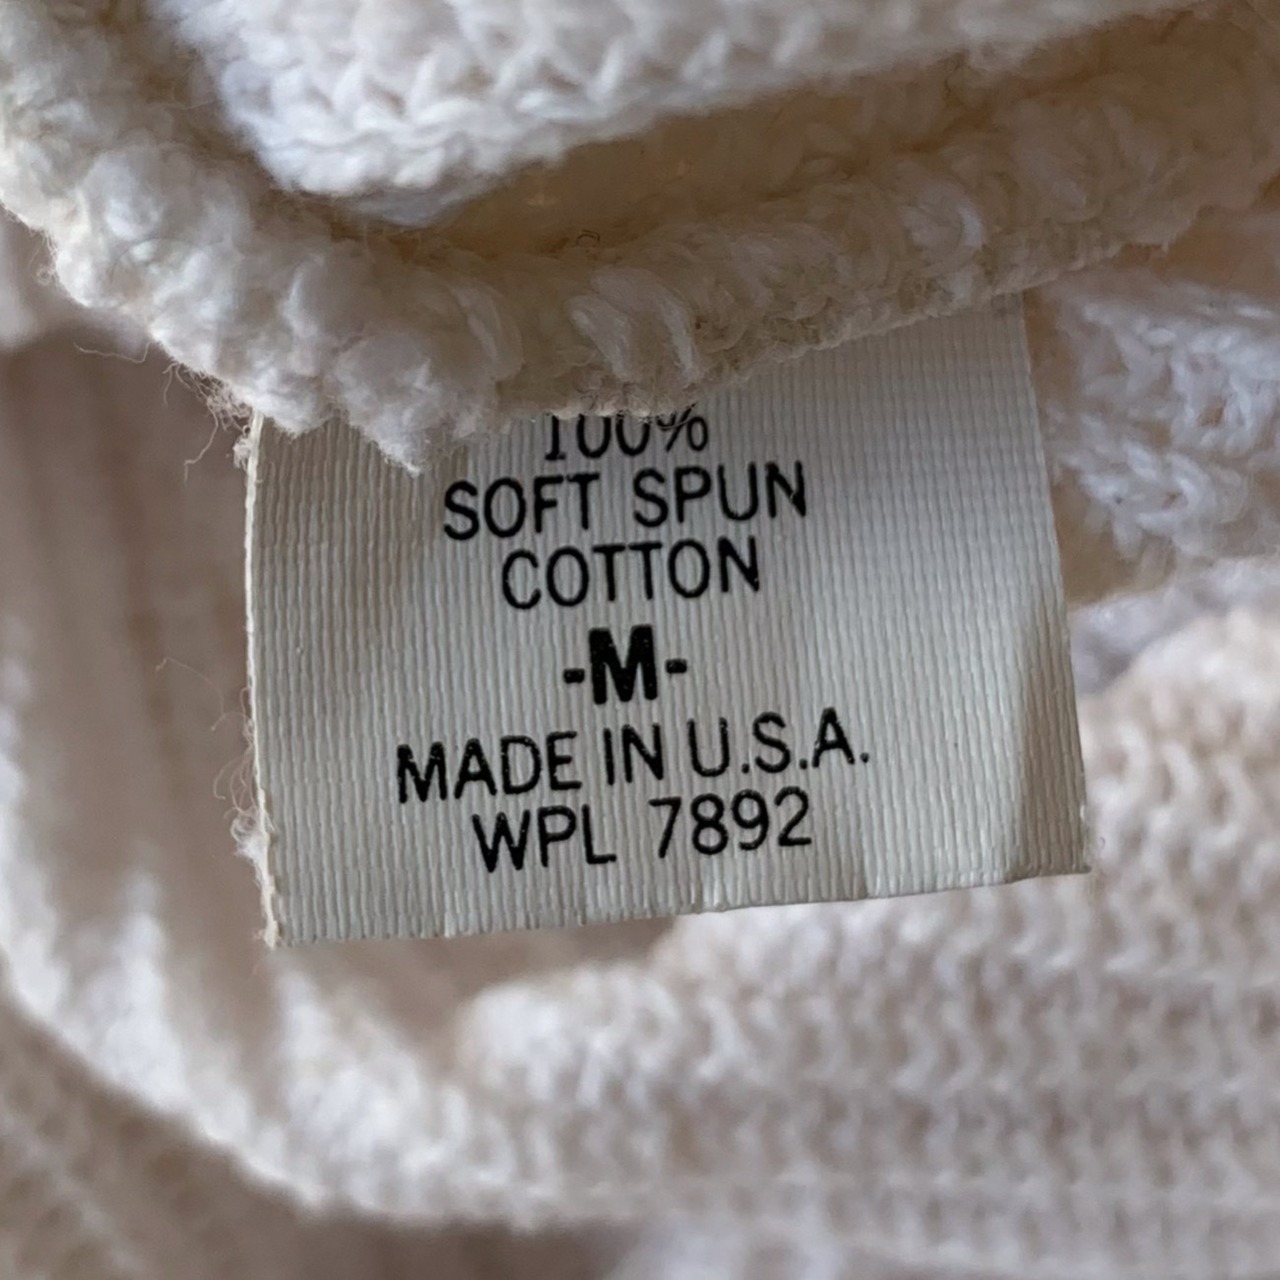 100%
SOFT SPUN
COTTON
-M-
MADE IN U.S.A.
WPL 7892